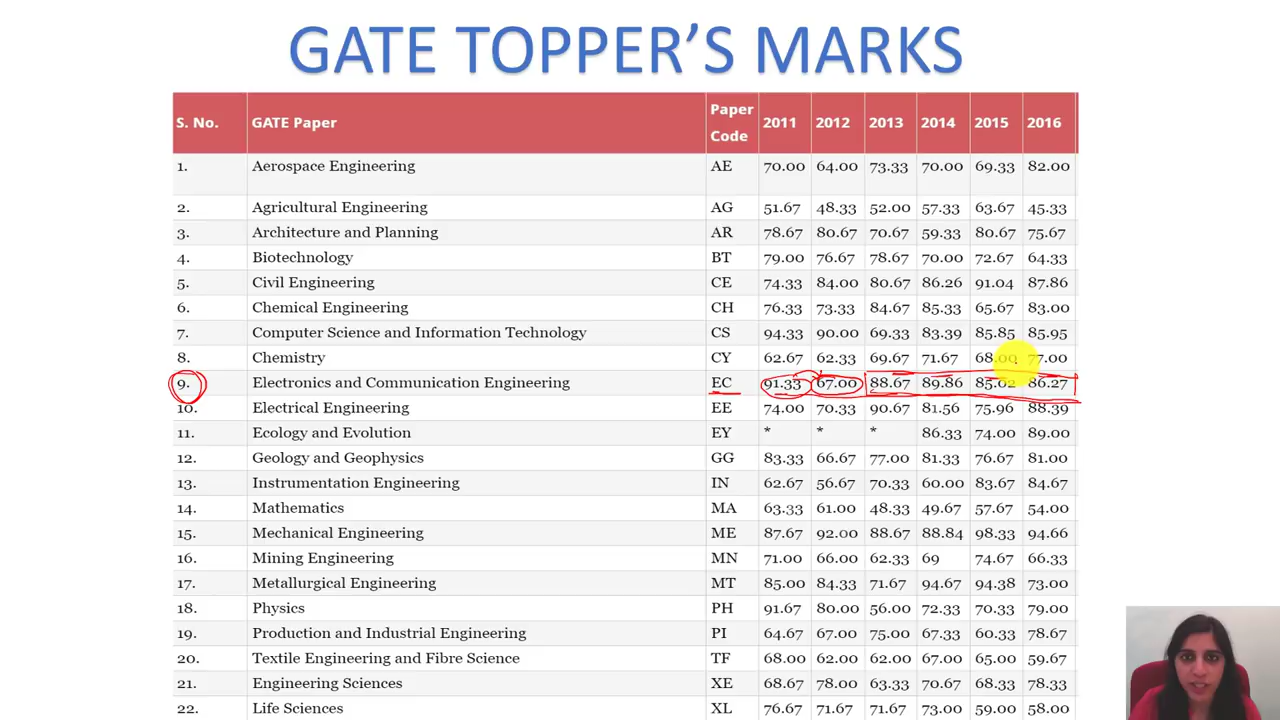 GATE TOPPER'S MARKS
S. No. GATE Paper Paper Code 2011 2012 2013 2014 2015 2016
1. Aerospace Engineering AE 70.00 64.00 73.33 70.00 69.33 82.00
2. Agricultural Engineering AG 51.67 48.33 52.00 57.33 63.67 45.33
3. Architecture and Planning AR 78.67 80.67 70.67 59.33 80.67 75.67
4. Biotechnology BT 79.00 76.67 78.67 70.00 72.67 64.33
5. Civil Engineering CE 74.33 84.00 80.67 86.26 91.04 87.86
6. Chemical Engineering CH 76.33 73.33 84.67 85.33 65.67 83.00
7. Computer Science and Information Technology CS 94.33 90.00 69.33 83.39 85.85 85.95
8. Chemistry CY 62.67 62.33 69.67 71.67 68.00 77.00
9. Electronics and Communication Engineering EC 91.33 67.00 88.67 89.86 85.02 86.27
10. Electrical Engineering EE 74.00 70.33 90.67 81.56 75.96 88.39
11. Ecology and Evolution EY * * * 86.33 74.00 89.00
12. Geology and Geophysics GG 83.33 66.67 77.00 81.33 76.67 81.00
13. Instrumentation Engineering IN 62.67 56.67 70.33 60.00 83.67 84.67
14. Mathematics MA 63.33 61.00 48.33 49.67 57.67 54.00
15. Mechanical Engineering ME 87.67 92.00 88.67 88.84 98.33 94.66
16. Mining Engineering MN 71.00 66.00 62.33 69 74.67 66.33
17. Metallurgical Engineering MT 85.00 84.33 71.67 94.67 94.38 73.00
18. Physics PH 91.67 80.00 56.00 72.33 70.33 79.00
19. Production and Industrial Engineering PI 64.67 67.00 75.00 67.33 60.33 78.67
20. Textile Engineering and Fibre Science TF 68.00 62.00 62.00 67.00 65.00 59.67
21. Engineering Sciences XE 68.67 78.00 63.33 70.67 68.33 78.33
22. Life Sciences XL 76.67 71.67 71.67 73.00 59.00 58.00